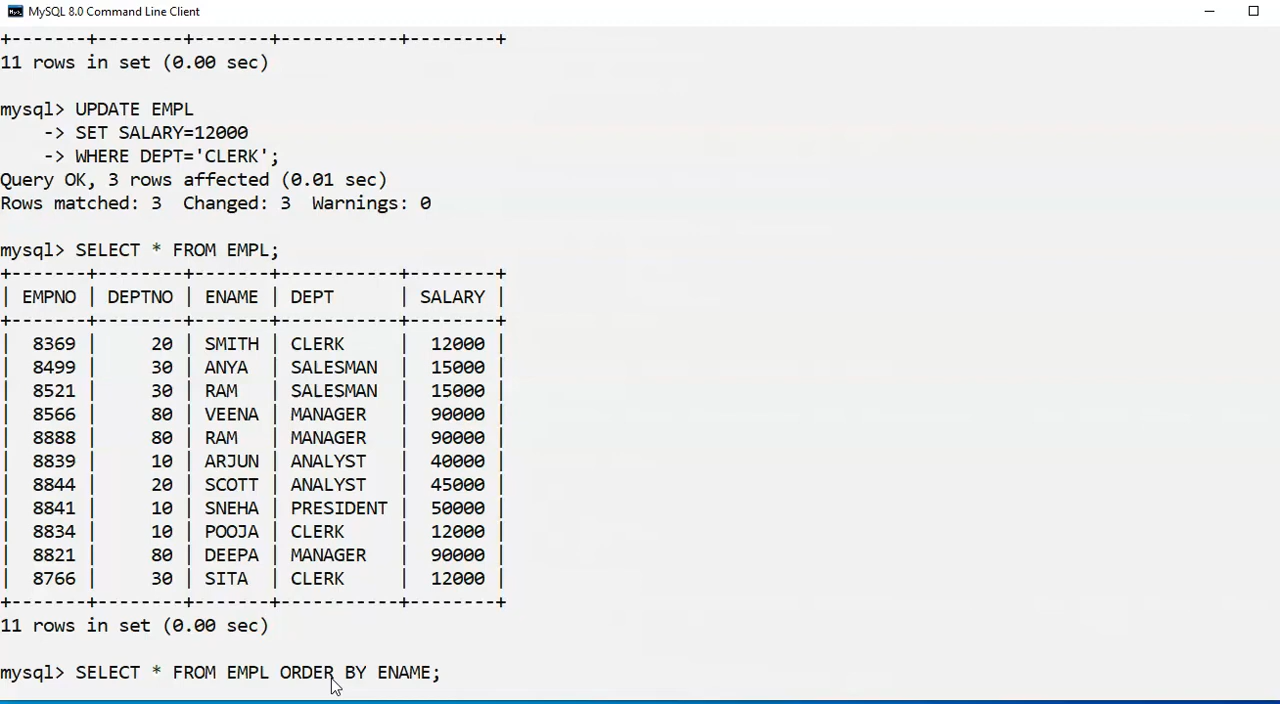 MySQL 8.0 Command Line Client
+-------+--------+-------+-----------+--------+
11 rows in set (0.00 sec)
mysql> UPDATE EMPL
    -> SET SALARY=12000
    -> WHERE DEPT='CLERK';
Query OK, 3 rows affected (0.01 sec)
Rows matched: 3  Changed: 3  Warnings: 0
mysql> SELECT * FROM EMPL;
+-------+--------+-------+-----------+--------+
| EMPNO | DEPTNO | ENAME | DEPT      | SALARY |
+-------+--------+-------+-----------+--------+
|  8369 |     20 | SMITH | CLERK     |  12000 |
|  8499 |     30 | ANYA  | SALESMAN  |  15000 |
|  8521 |     30 | RAM   | SALESMAN  |  15000 |
|  8566 |     80 | VEENA | MANAGER   |  90000 |
|  8888 |     80 | RAM   | MANAGER   |  90000 |
|  8839 |     10 | ARJUN | ANALYST   |  40000 |
|  8844 |     20 | SCOTT | ANALYST   |  45000 |
|  8841 |     10 | SNEHA | PRESIDENT |  50000 |
|  8834 |     10 | POOJA | CLERK     |  12000 |
|  8821 |     80 | DEEPA | MANAGER   |  90000 |
|  8766 |     30 | SITA  | CLERK     |  12000 |
+-------+--------+-------+-----------+--------+
11 rows in set (0.00 sec)
mysql> SELECT * FROM EMPL ORDER BY ENAME;